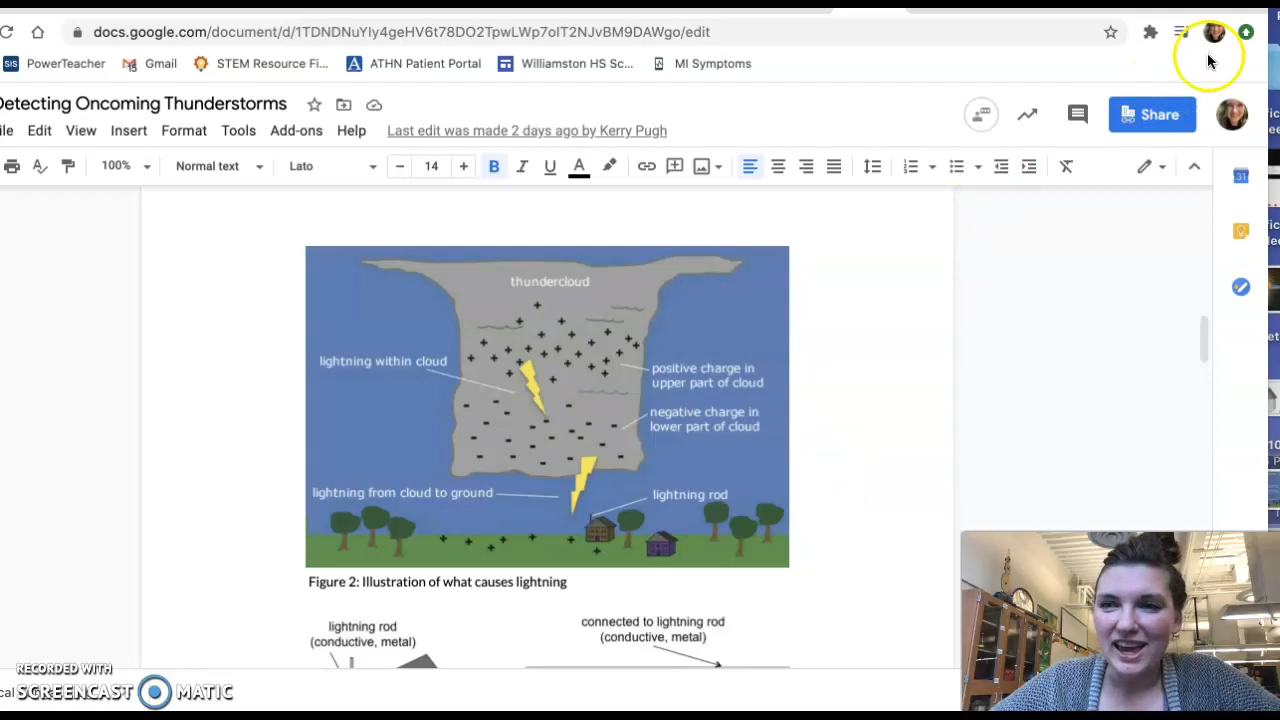 docs.google.com/document/d/1TDNDNuYIy4geHV6t78DO2TpwLWp7oIT2NJvBM9DAWgo/edit
SIS PowerTeacher Gmail STEM Resource Fi... A ATHN Patient Portal Williamston HS Sc... MI Symptoms
Detecting Oncoming Thunderstorms
ile Edit View Insert Format Tools Add-ons Help Last edit was made 2 days ago by Kerry Pugh
Share
100% Normal text Lato − 14 + B I U A
31
thundercloud
lightning within cloud
positive charge in
upper part of cloud
negative charge in
lower part of cloud
lightning from cloud to ground
lightning rod
Figure 2: Illustration of what causes lightning
lightning rod
(conductive, metal)
connected to lightning rod
(conductive, metal)
RECORDED WITH
SCREENCAST MATIC